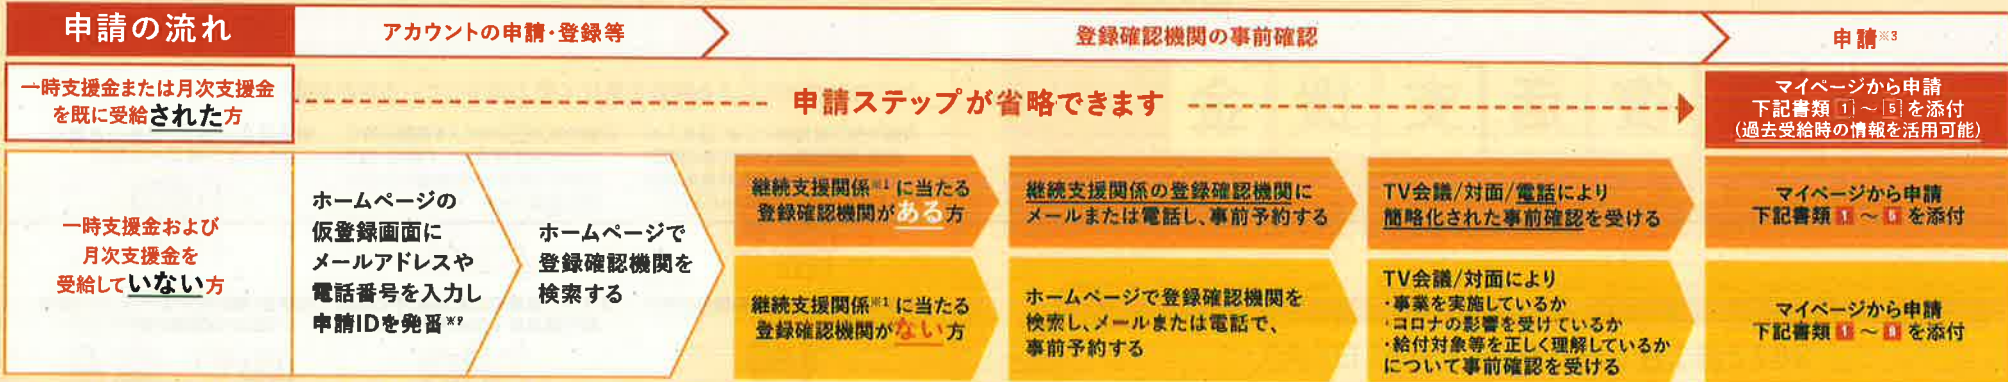 申請の流れ
アカウントの申請・登録等
登録確認機関の事前確認
申請※3
一時支援金または月次支援金
を既に受給された方
申請ステップが省略できます
マイページから申請
下記書類 1 ～ 5 を添付
(過去受給時の情報を活用可能)
一時支援金および
月次支援金を
受給していない方
ホームページの
仮登録画面に
メールアドレスや
電話番号を入力し
申請IDを発番
ホームページで
登録確認機関を
検索する
継続支援関係※1 に当たる
登録確認機関がある方
継続支援関係の登録確認機関に
メールまたは電話し、事前予約する
TV会議/対面/電話により
簡略化された事前確認を受ける
マイページから申請
下記書類 1 ～ を添付
継続支援関係※1 に当たる
登録確認機関がない方
ホームページで登録確認機関を
検索し、メールまたは電話で、
事前予約する
TV会議/対面により
・事業を実施しているか
・コロナの影響を受けているか
・給付対象等を正しく理解しているか
について事前確認を受ける
マイページから申請
下記書類 1 ～ を添付